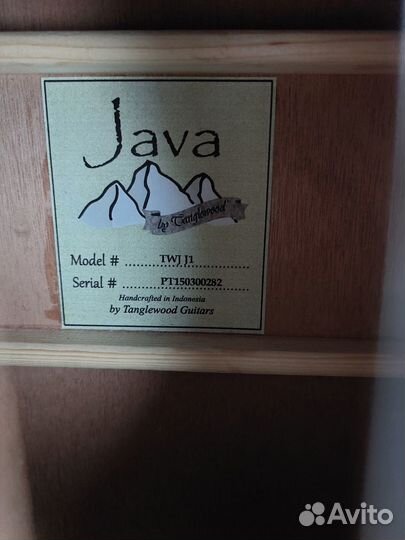 Java
by Tanglewood
Model # .......... TWJ J1 ..........
Serial # ...... PT150300282 ......
Handcrafted in Indonesia
by Tanglewood Guitars
Avito